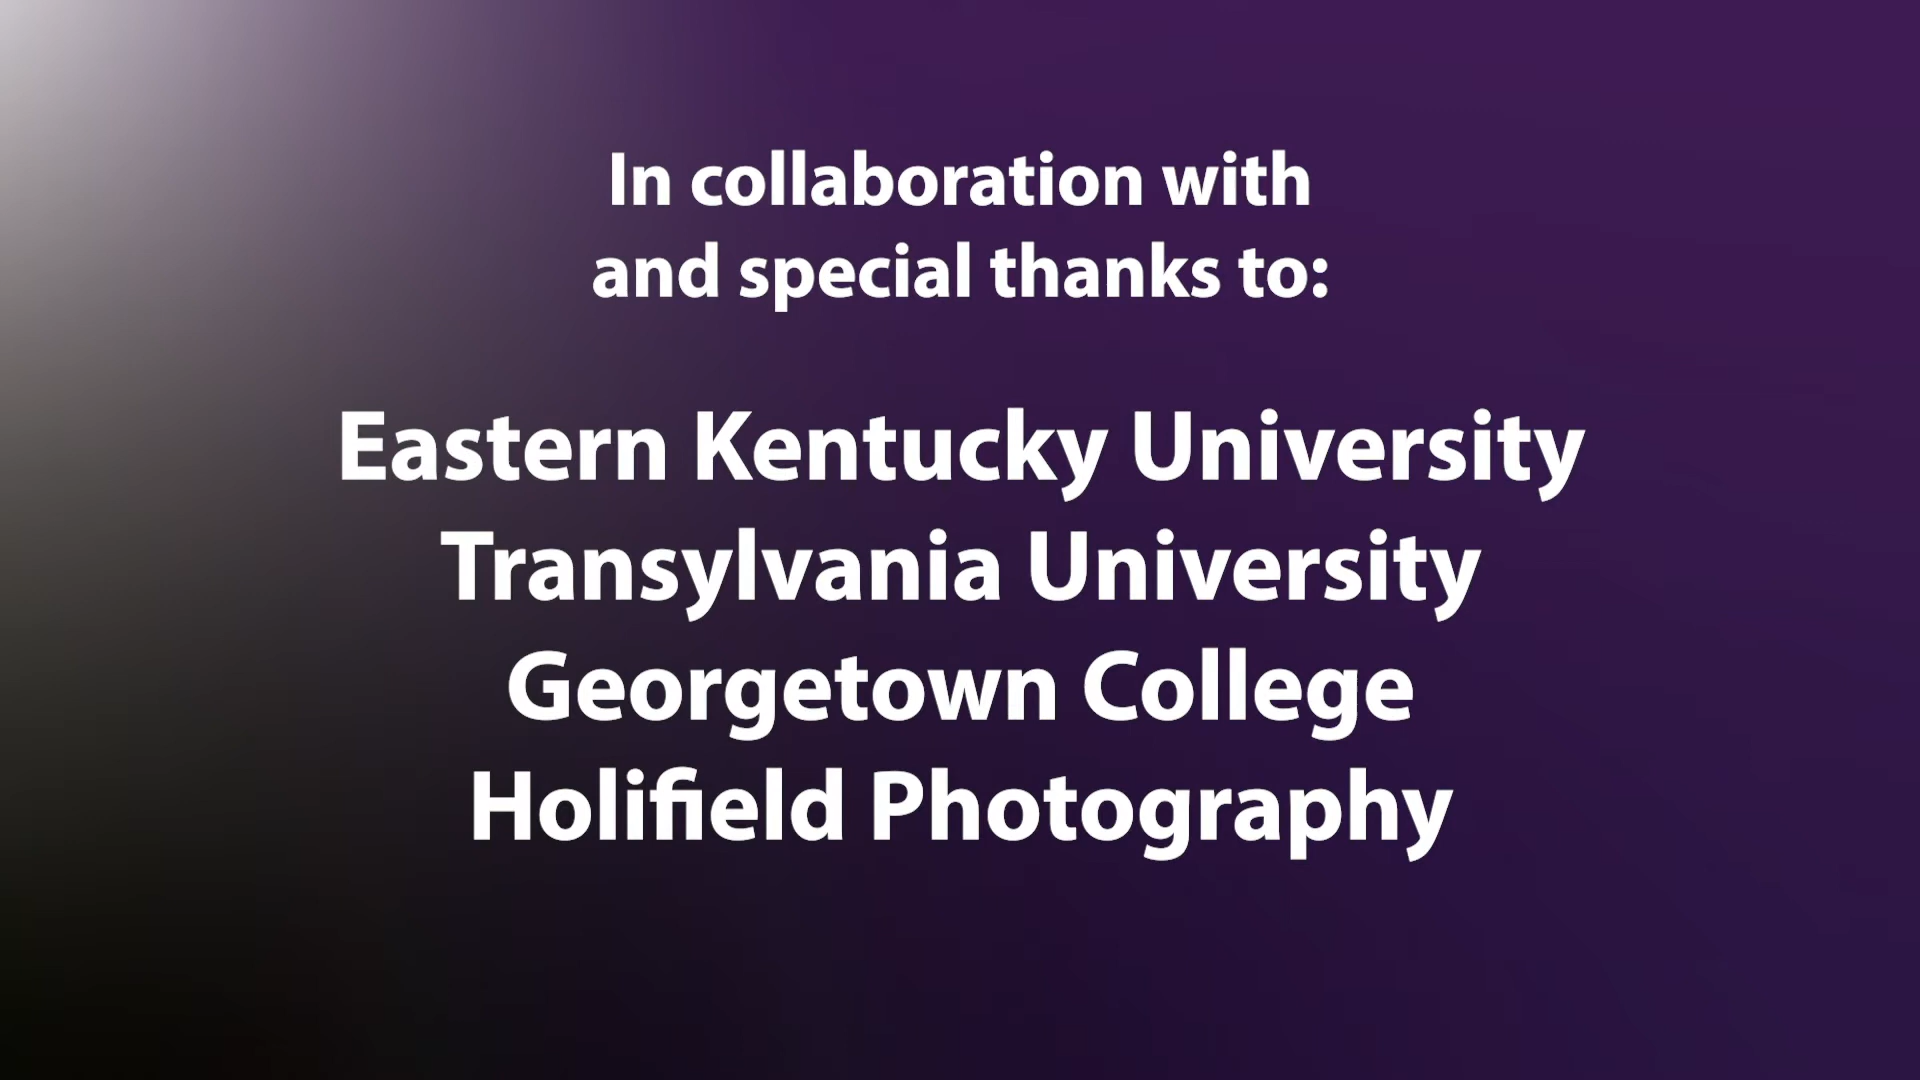 In collaboration with
and special thanks to:
Eastern Kentucky University
Transylvania University
Georgetown College
Holifield Photography